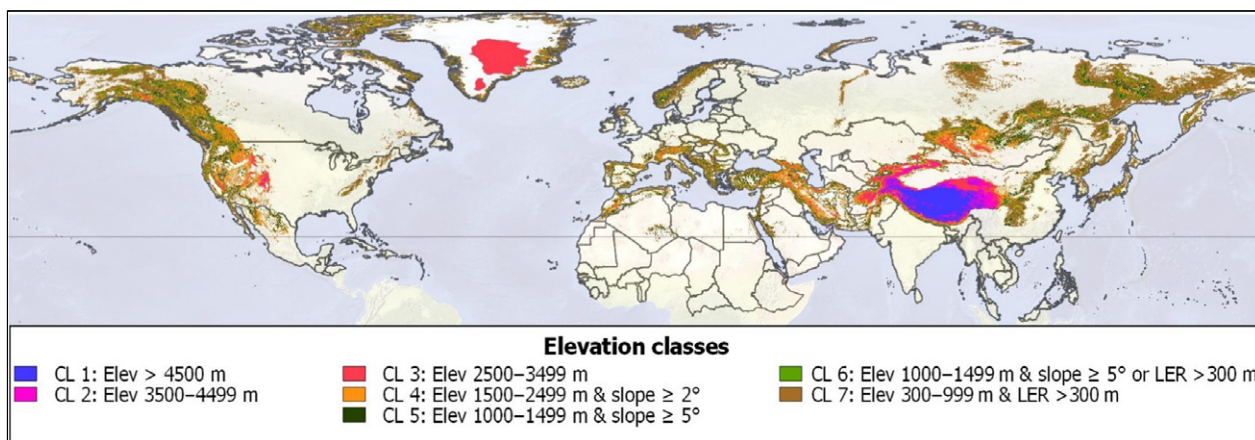 Elevation classes
CL 1: Elev > 4500 m
CL 2: Elev 3500–4499 m
CL 3: Elev 2500–3499 m
CL 4: Elev 1500–2499 m & slope ≥ 2°
CL 5: Elev 1000–1499 m & slope ≥ 5°
CL 6: Elev 1000–1499 m & slope ≥ 5° or LER >300 m
CL 7: Elev 300–999 m & LER >300 m